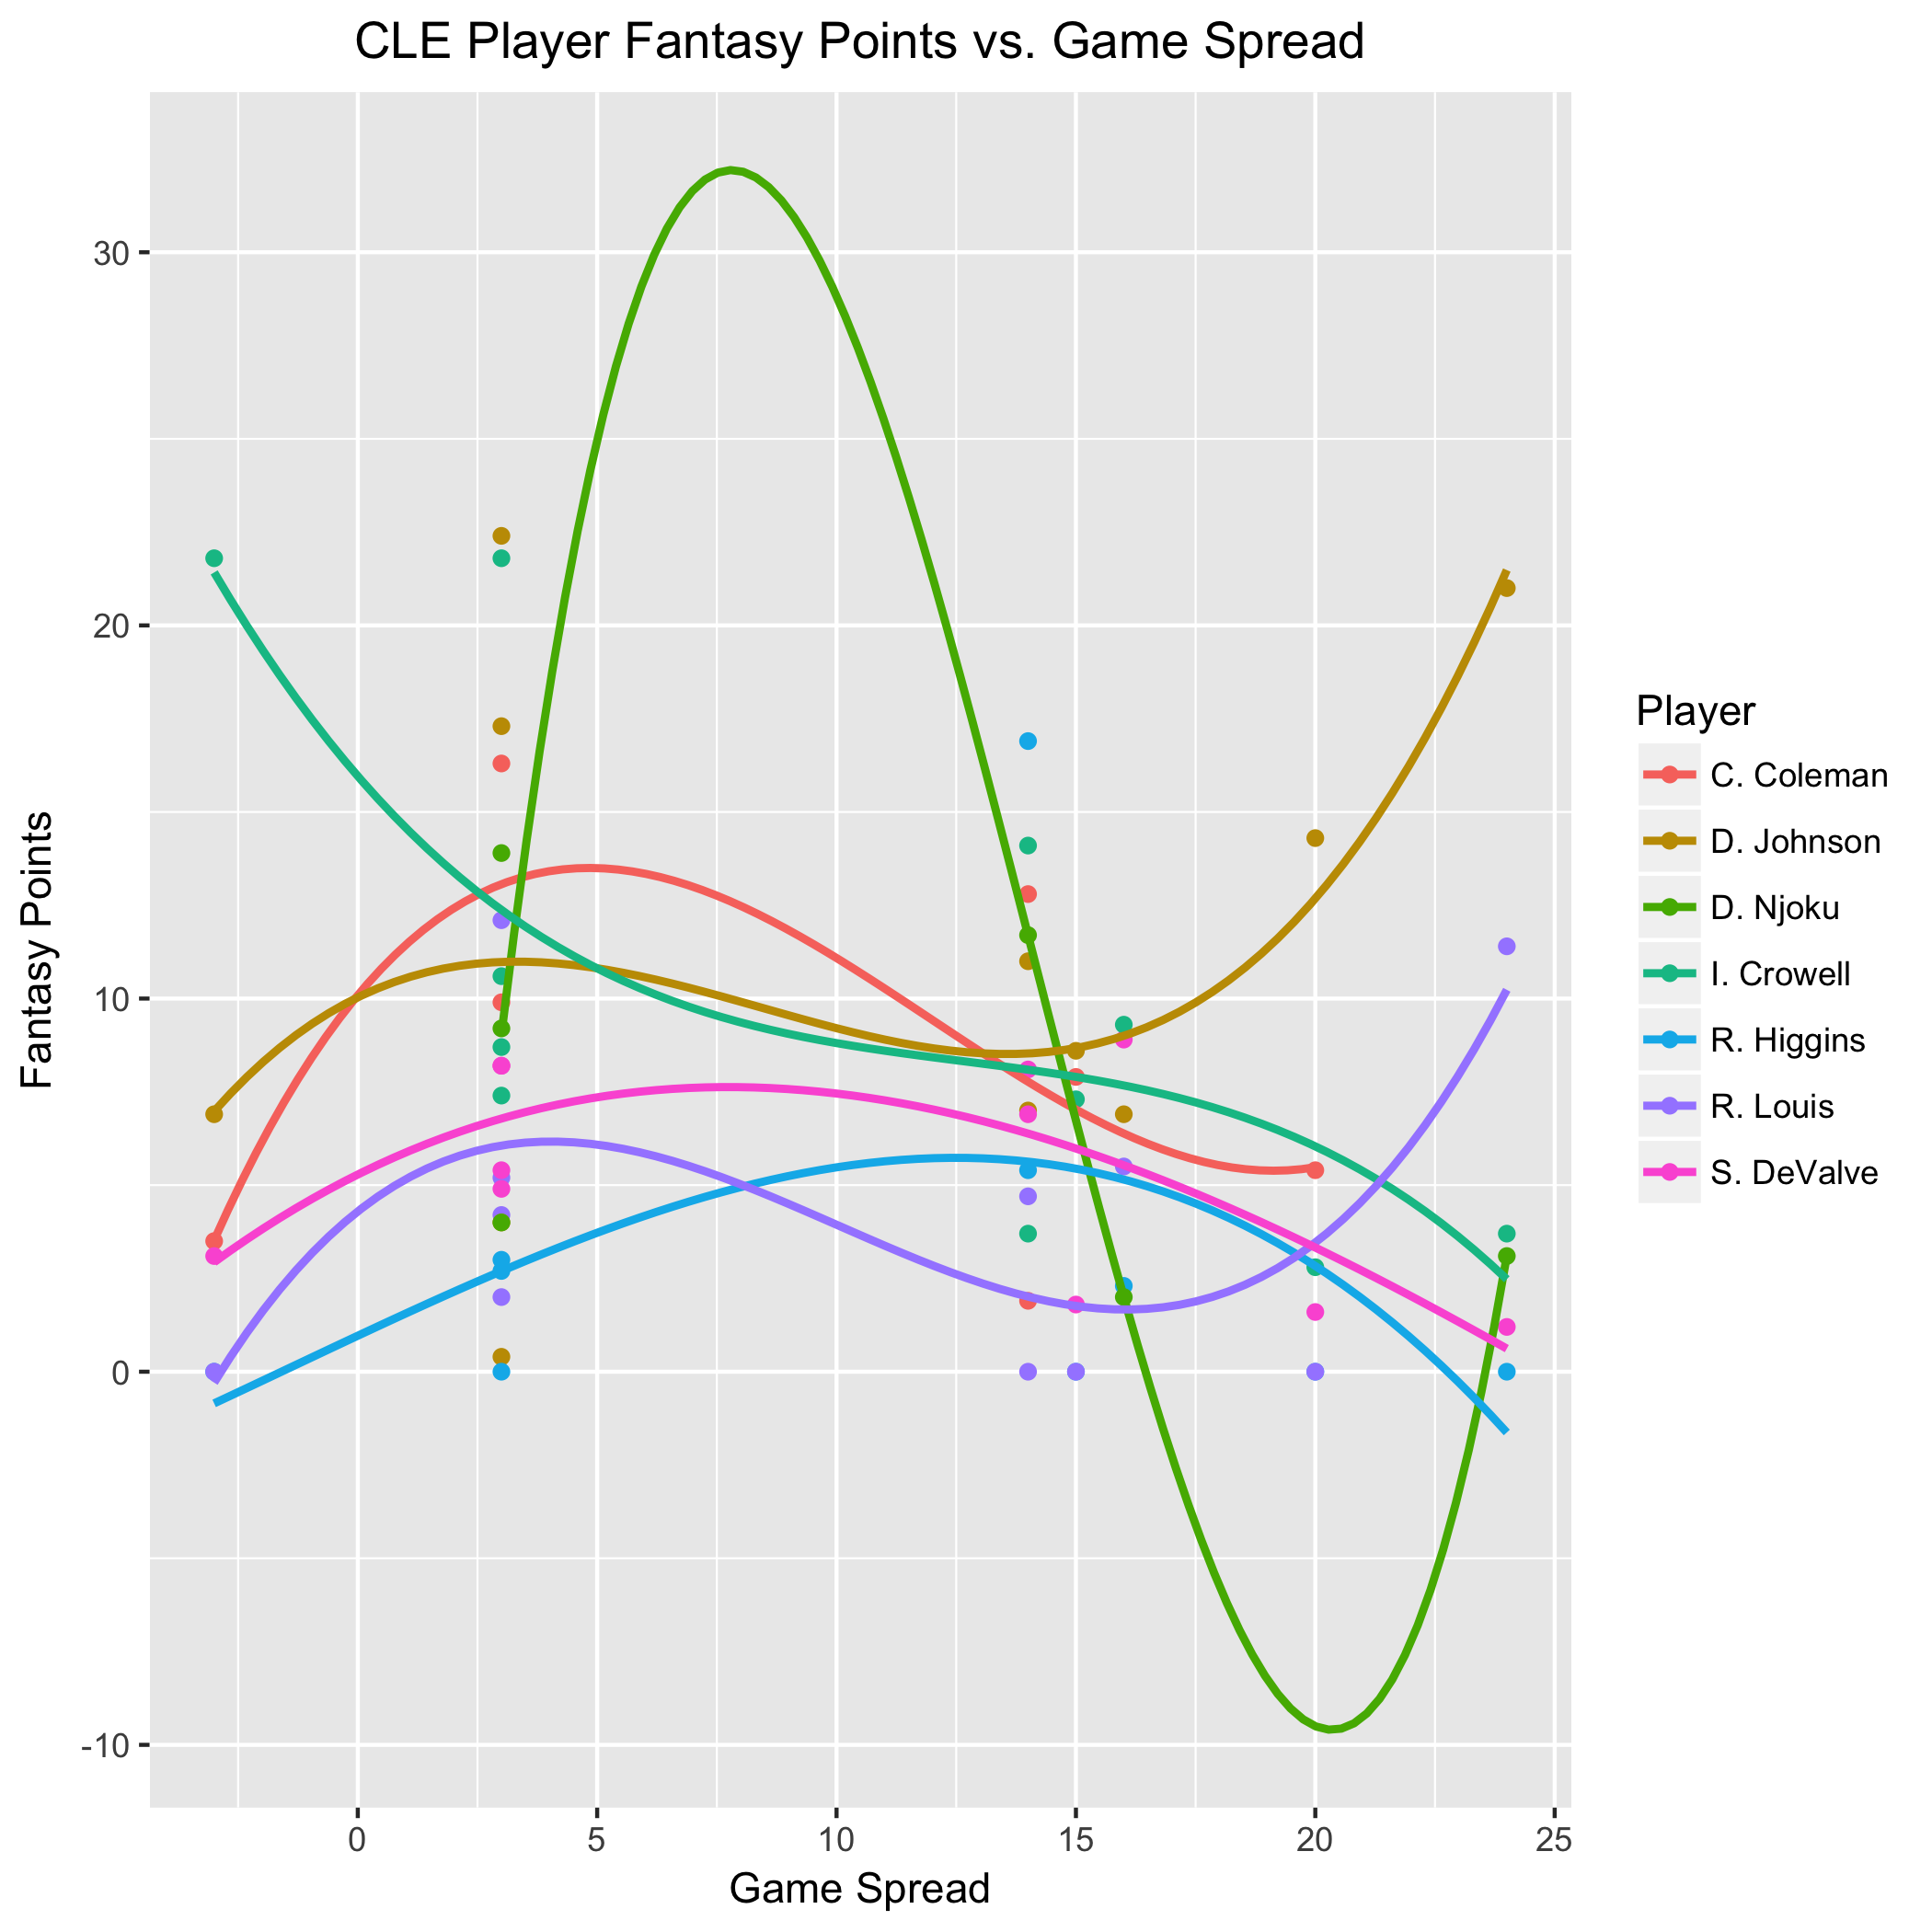 CLE Player Fantasy Points vs. Game Spread
30
20
10
0
-10
Fantasy Points
0 5 10 15 20 25
Game Spread
Player
C. Coleman
D. Johnson
D. Njoku
I. Crowell
R. Higgins
R. Louis
S. DeValve